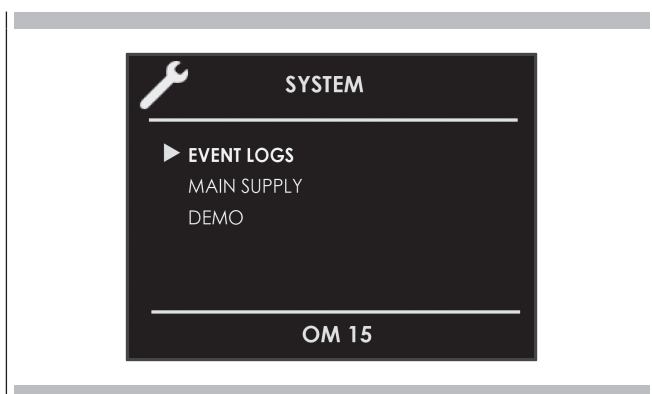 SYSTEM
EVENT LOGS
MAIN SUPPLY
DEMO
OM 15